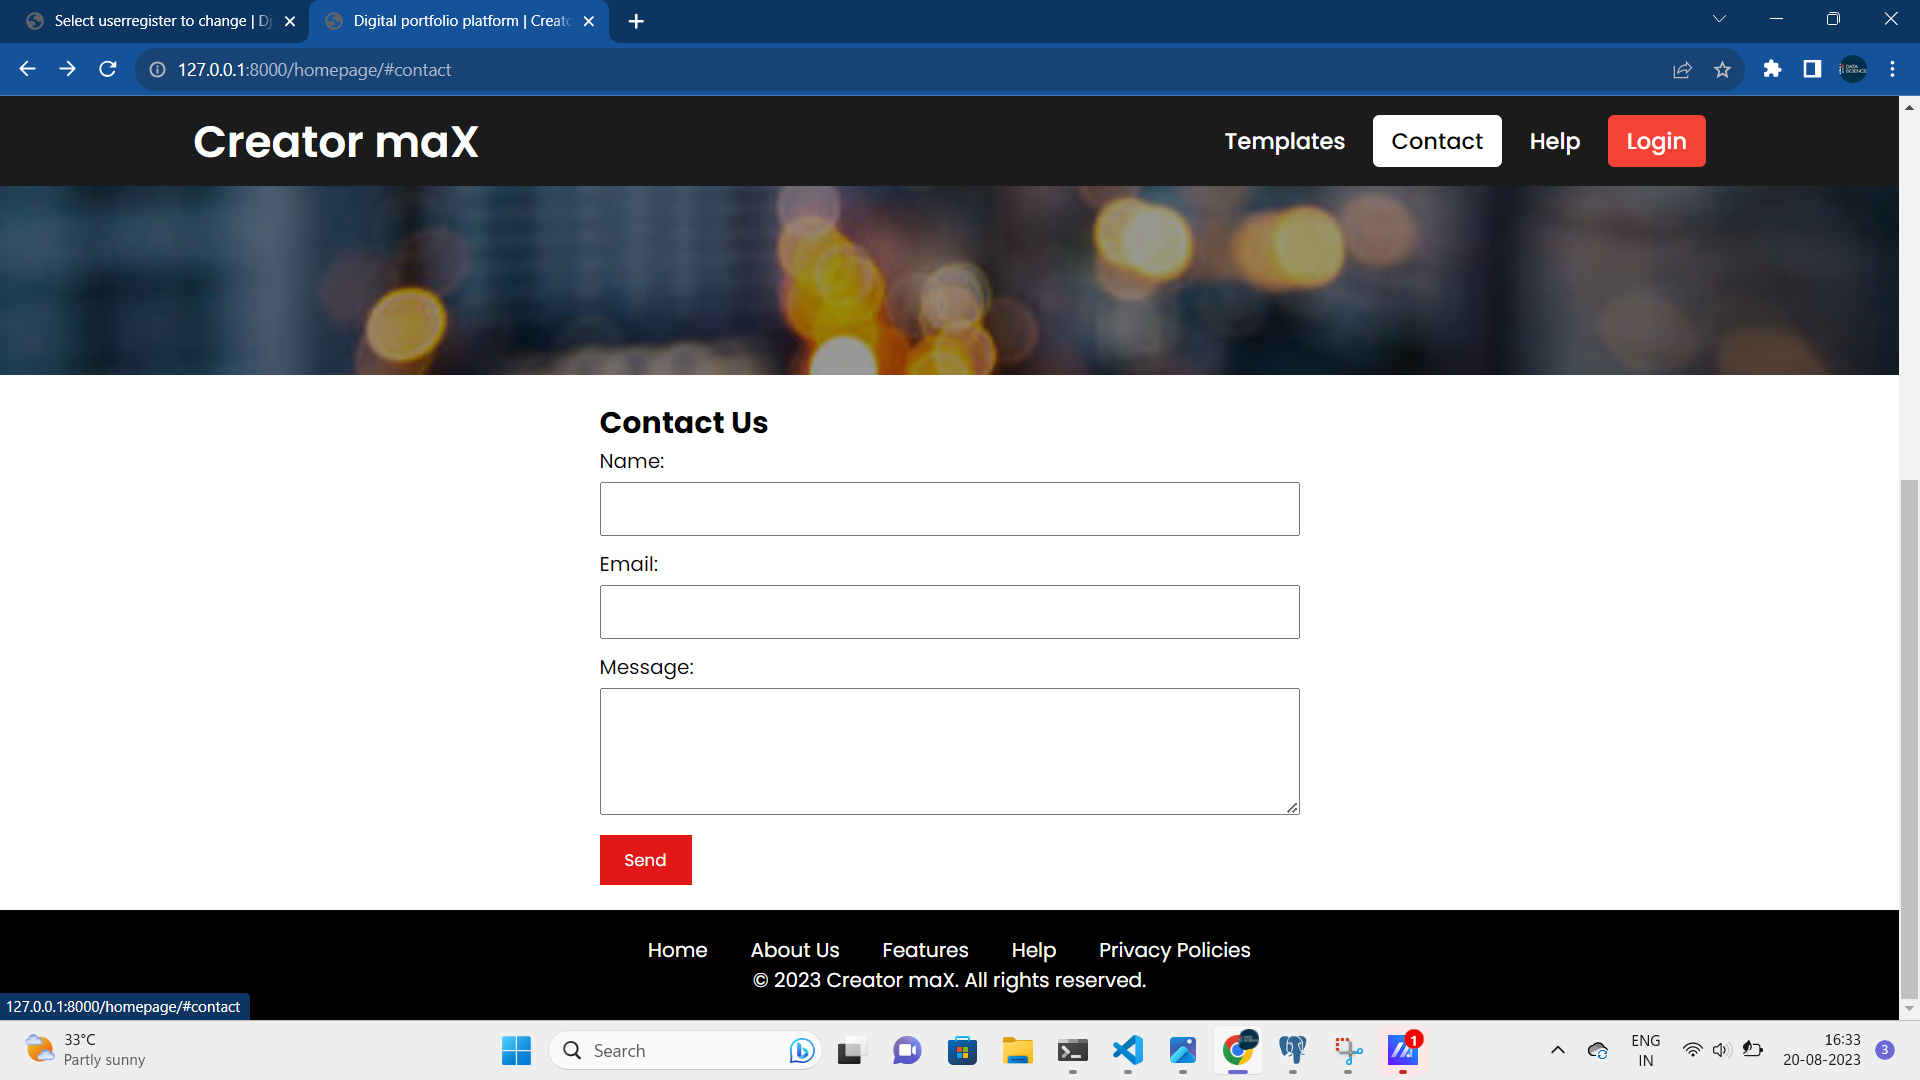 Select userregister to change | Dj
Digital portfolio platform | Creato
127.0.0.1:8000/homepage/#contact
Creator maX
Templates
Contact
Help
Login
Contact Us
Name:
Email:
Message:
Send
Home About Us Features Help Privacy Policies
© 2023 Creator maX. All rights reserved.
127.0.0.1:8000/homepage/#contact
33°C
Partly sunny
Search
1
ENG
IN
16:33
20-08-2023
3